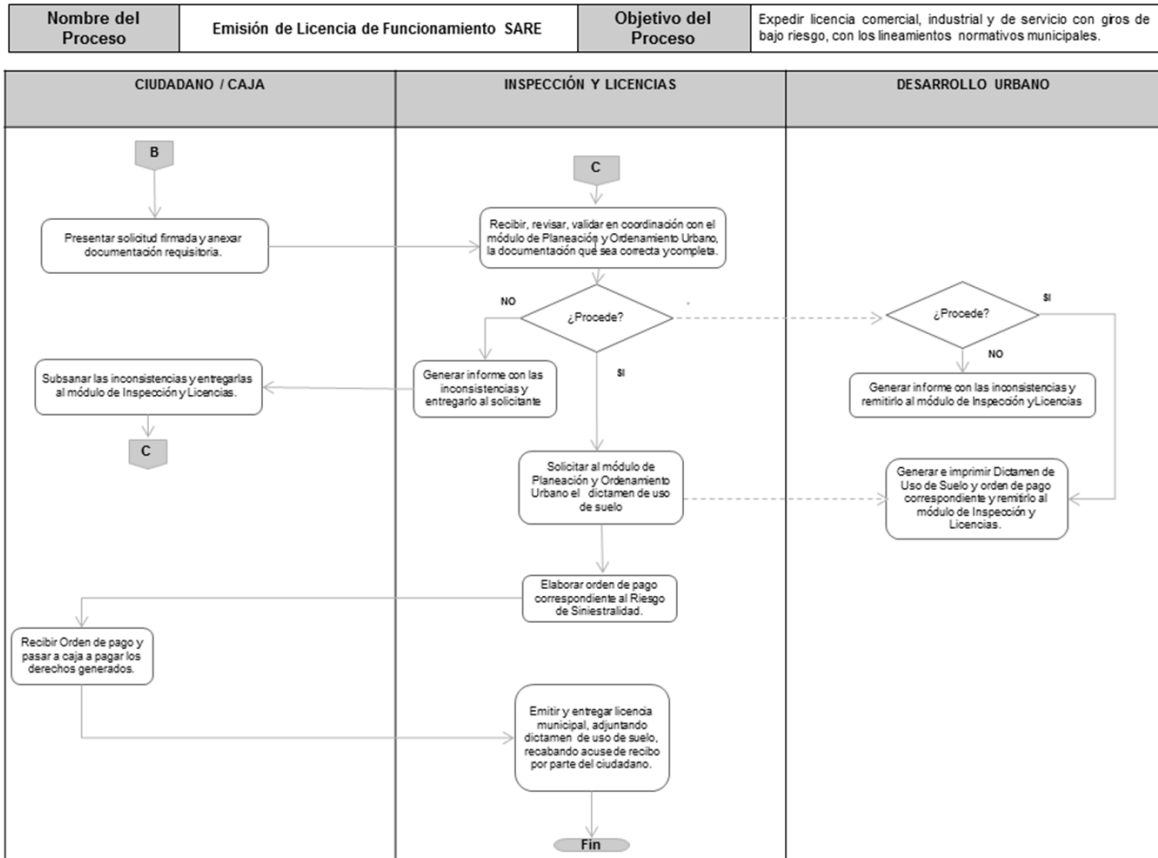 Nombre del
Proceso
Emisión de Licencia de Funcionamiento SARE
Objetivo del
Proceso
Expedir licencia comercial, industrial y de servicio con giros de
bajo riesgo, con los lineamientos normativos municipales.
CIUDADANO / CAJA
INSPECCIÓN Y LICENCIAS
DESARROLLO URBANO
B
C
Presentar solicitud firmada y anexar
documentación requisitoria.
Recibir, revisar, validar en coordinación con el
módulo de Planeación y Ordenamiento Urbano,
la documentación que sea correcta y completa.
NO
¿Procede?
SI
¿Procede?
SI
NO
Subsanar las inconsistencias y entregarlas
al módulo de Inspección y Licencias.
Generar informe con las
inconsistencias y
entregarlo al solicitante
Generar informe con las inconsistencias y
remitirlo al módulo de Inspección y Licencias
C
Solicitar al módulo de
Planeación y Ordenamiento
Urbano el dictamen de uso
de suelo
Generar e imprimir Dictamen de
Uso de Suelo y orden de pago
correspondiente y remitirlo al
módulo de Inspección y
Licencias.
Elaborar orden de pago
correspondiente al Riesgo
de Siniestralidad.
Recibir Orden de pago y
pasar a caja a pagar los
derechos generados.
Emitir y entregar licencia
municipal, adjuntando
dictamen de uso de suelo,
recabando acuse de recibo
por parte del ciudadano.
Fin